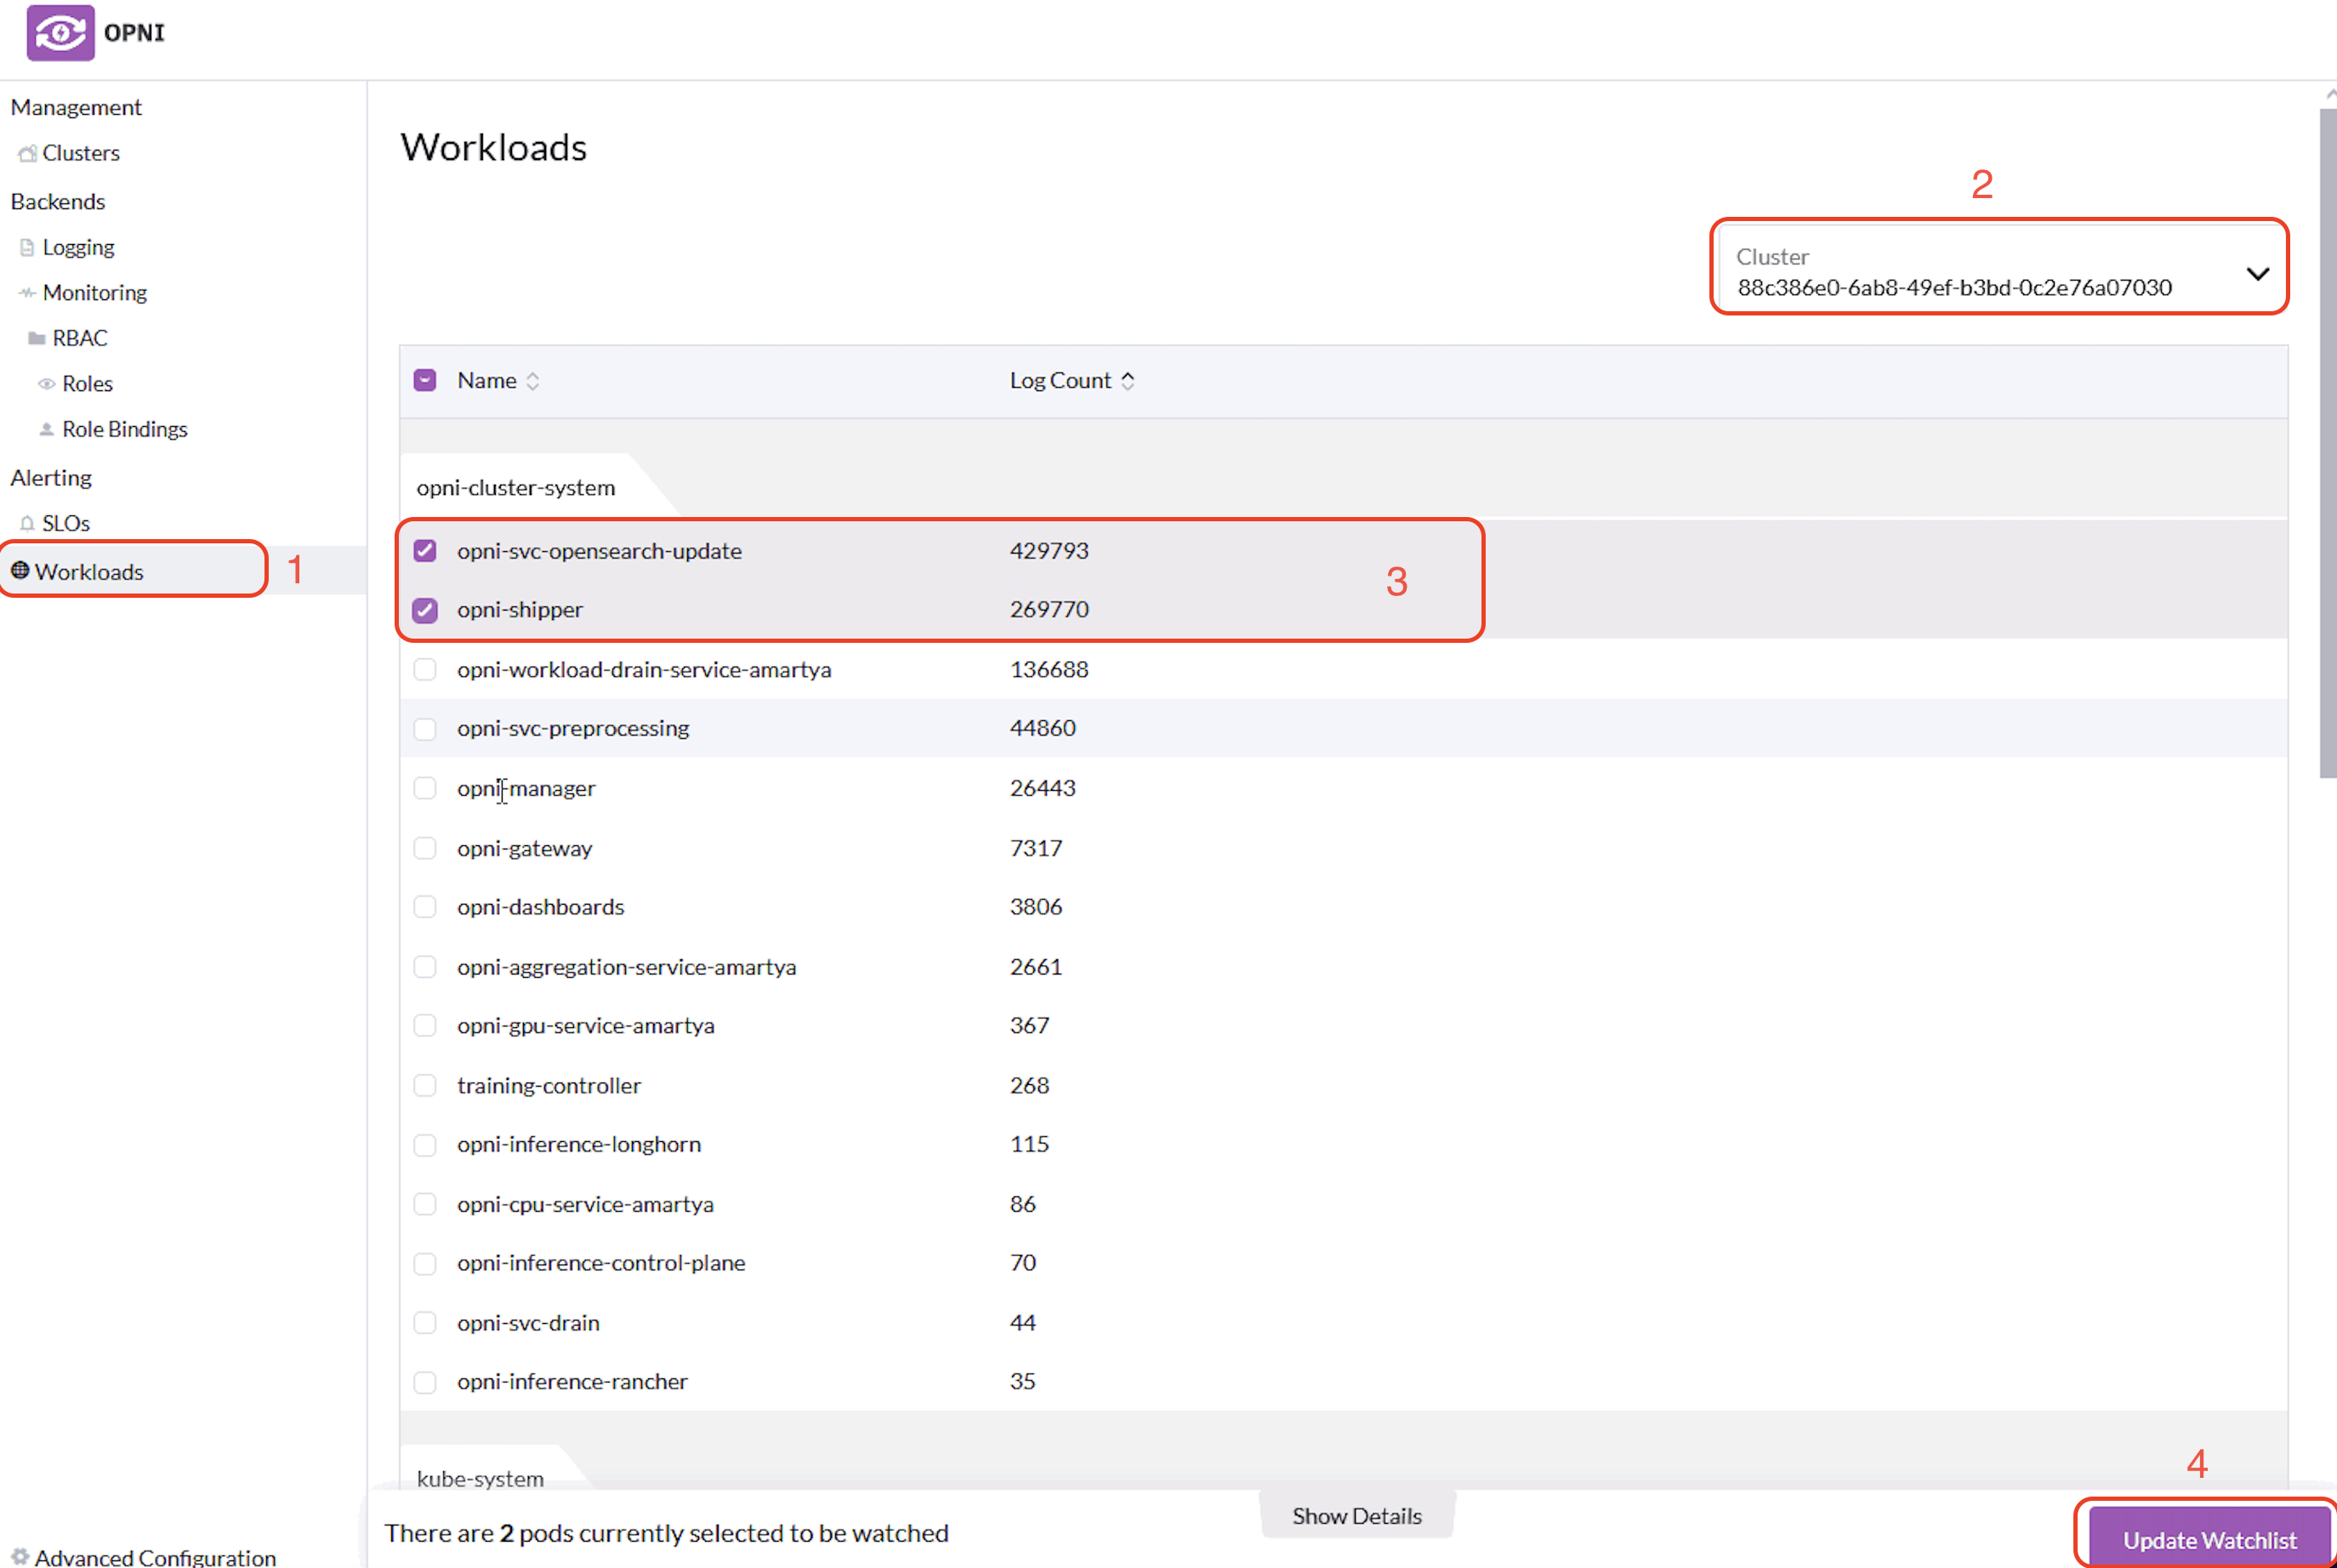 OPNI
Management
Clusters
Backends
Logging
Monitoring
RBAC
Roles
Role Bindings
Alerting
SLOs
Workloads
1
Advanced Configuration
Workloads
2
Cluster
88c386e0-6ab8-49ef-b3bd-0c2e76a07030
Name Log Count
opni-cluster-system
opni-svc-opensearch-update 429793
3
opni-shipper 269770
opni-workload-drain-service-amartya 136688
opni-svc-preprocessing 44860
opni-manager 26443
opni-gateway 7317
opni-dashboards 3806
opni-aggregation-service-amartya 2661
opni-gpu-service-amartya 367
training-controller 268
opni-inference-longhorn 115
opni-cpu-service-amartya 86
opni-inference-control-plane 70
opni-svc-drain 44
opni-inference-rancher 35
kube-system
4
There are 2 pods currently selected to be watched
Show Details
Update Watchlist